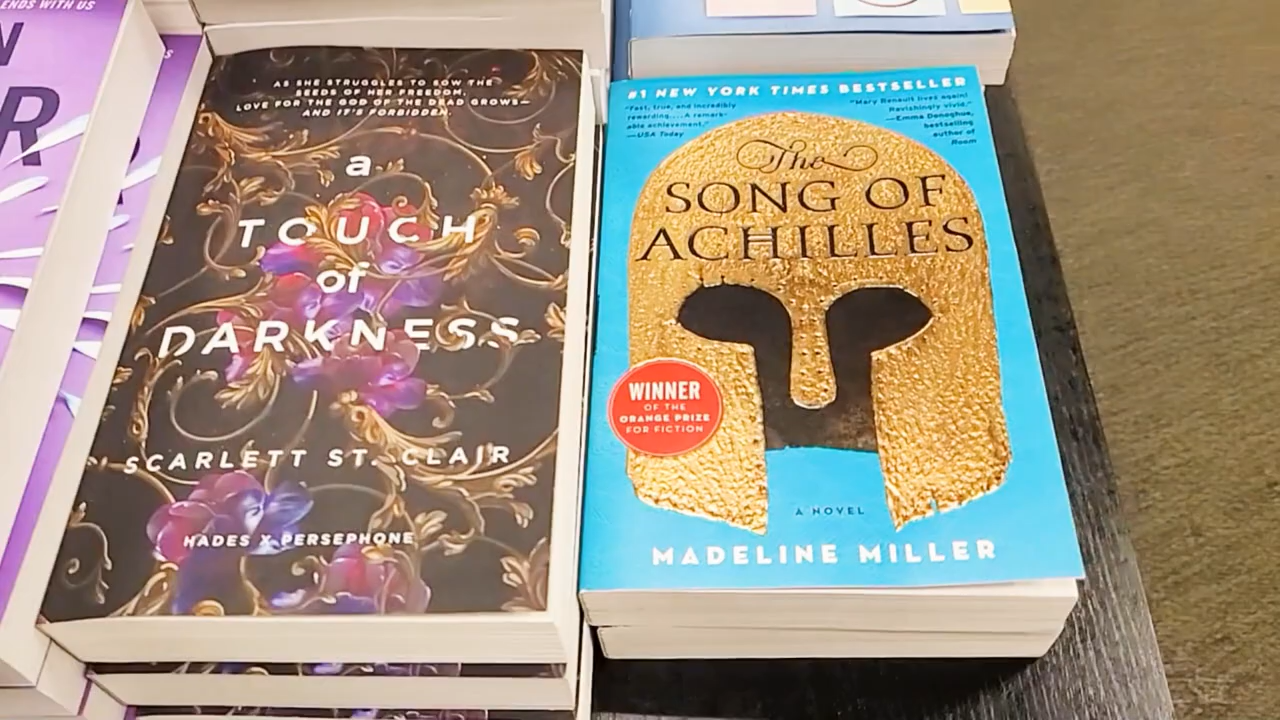 ENDS WITH US
N
R
AS SHE STRUGGLES TO SOW THE
SEEDS OF HER FREEDOM,
LOVE FOR THE GOD OF THE DEAD GROWS—
AND IT'S FORBIDDEN.
a
TOUCH
of
DARKNESS
SCARLETT ST. CLAIR
HADES X PERSEPHONE
#1 NEW YORK TIMES BESTSELLER
"Fast, true, and incredibly
rewarding....A remark-
able achievement."
—USA Today
"Mary Renault lives again!
Ravishingly vivid."
—Emma Donoghue,
bestselling
author of
Room
The
SONG OF
ACHILLES
WINNER
OF THE
ORANGE PRIZE
FOR FICTION
A NOVEL
MADELINE MILLER